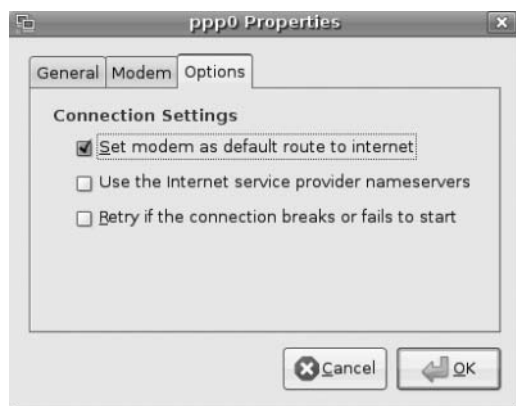 ppp0 Properties
General Modem Options
Connection Settings
Set modem as default route to internet
Use the Internet service provider nameservers
Retry if the connection breaks or fails to start
Cancel OK